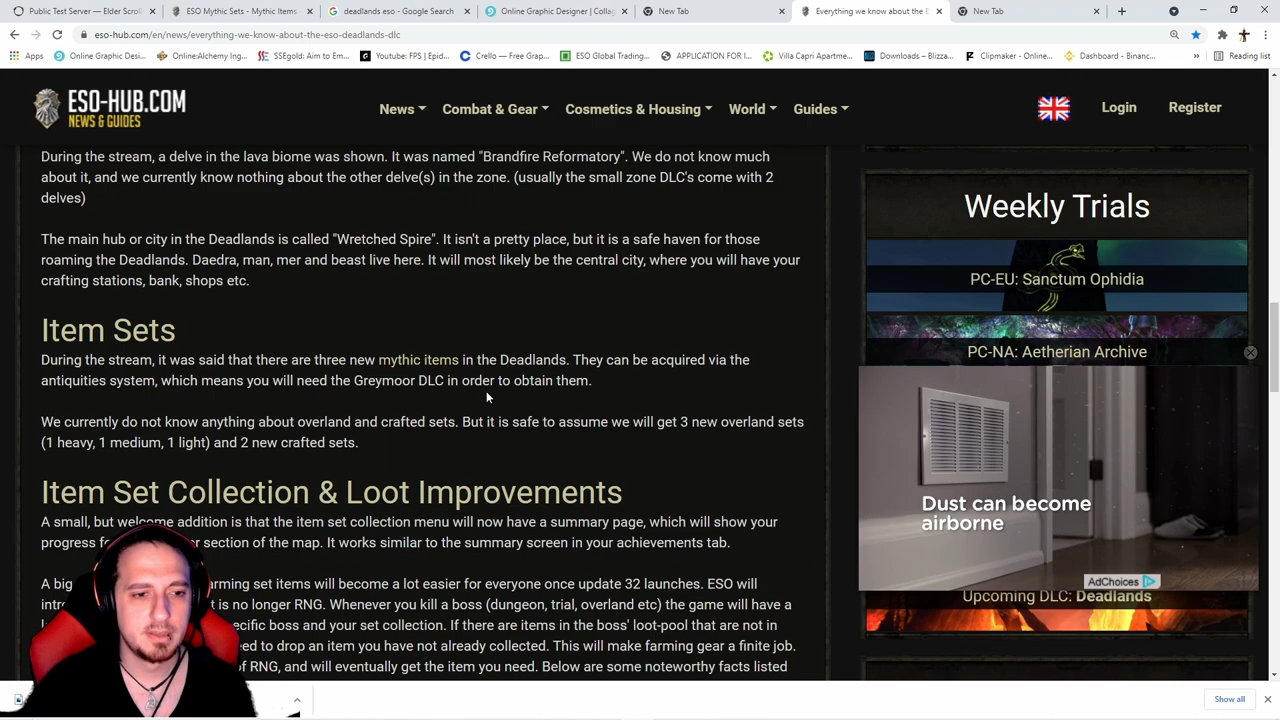 Public Test Server — Elder Scroll
ESO Mythic Sets - Mythic Items
deadlands eso - Google Search
Online Graphic Designer | Collag
New Tab
Everything we know about the E
New Tab
eso-hub.com/en/news/everything-we-know-about-the-eso-deadlands-dlc
Apps
Online Graphic Desi...
Online:Alchemy Ing...
SSEgold: Aim to Em...
Youtube: FPS | Epid...
Crello — Free Grap...
ESO Global Trading...
APPLICATION FOR I...
Villa Capri Apartme...
Downloads – Blizza...
Clipmaker - Online...
Dashboard - Binanc...
Reading list
ESO-HUB.COM
NEWS & GUIDES
News
Combat & Gear
Cosmetics & Housing
World
Guides
Login
Register
During the stream, a delve in the lava biome was shown. It was named "Brandfire Reformatory". We do not know much
about it, and we currently know nothing about the other delve(s) in the zone. (usually the small zone DLC's come with 2
delves)
The main hub or city in the Deadlands is called "Wretched Spire". It isn't a pretty place, but it is a safe haven for those
roaming the Deadlands. Daedra, man, mer and beast live here. It will most likely be the central city, where you will have your
crafting stations, bank, shops etc.
Item Sets
During the stream, it was said that there are three new mythic items in the Deadlands. They can be acquired via the
antiquities system, which means you will need the Greymoor DLC in order to obtain them.
We currently do not know anything about overland and crafted sets. But it is safe to assume we will get 3 new overland sets
(1 heavy, 1 medium, 1 light) and 2 new crafted sets.
Item Set Collection & Loot Improvements
A small, but welcome addition is that the item set collection menu will now have a summary page, which will show your
progress section of the map. It works similar to the summary screen in your achievements tab.
A big arming set items will become a lot easier for everyone once update 32 launches. ESO will
intr t is no longer RNG. Whenever you kill a boss (dungeon, trial, overland etc) the game will have a
ecific boss and your set collection. If there are items in the boss' loot-pool that are not in
ed to drop an item you have not already collected. This will make farming gear a finite job.
of RNG, and will eventually get the item you need. Below are some noteworthy facts listed
Weekly Trials
PC-EU: Sanctum Ophidia
PC-NA: Aetherian Archive
Dust can become
airborne
AdChoices
Upcoming DLC: Deadlands
Show all